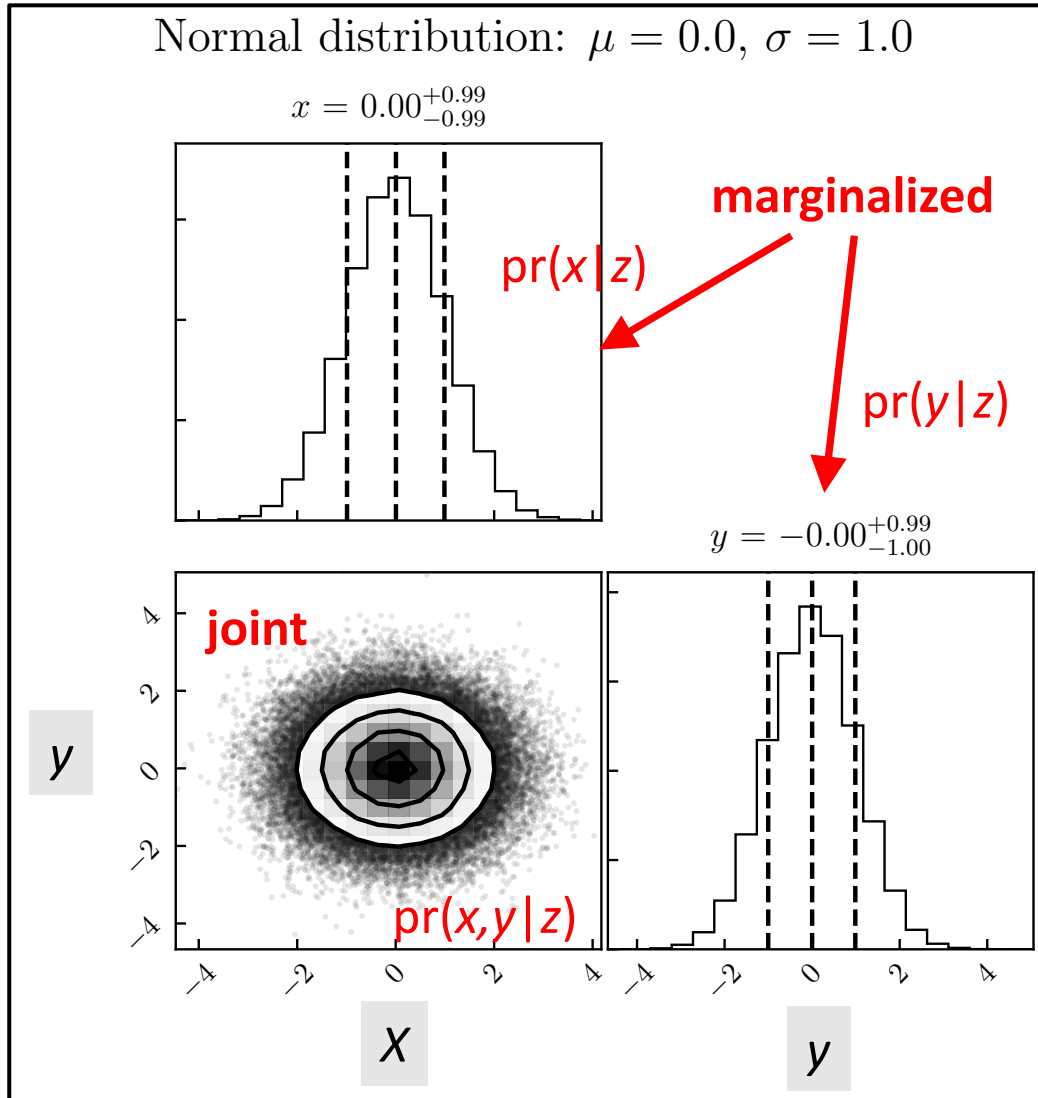 Normal distribution: μ = 0.0, σ = 1.0
x = 0.00 +0.99 −0.99
marginalized
pr(x|z)
pr(y|z)
y = −0.00 +0.99 −1.00
joint
4
2
0
−2
−4
y
pr(x,y|z)
−4 −2 0 2 4
−4 −2 0 2 4
X
y